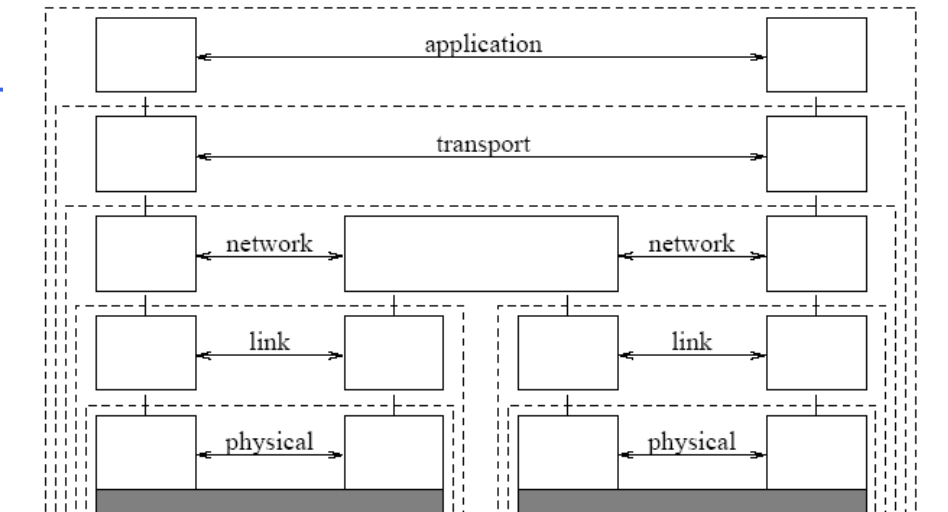 application
transport
network network
link link
physical physical